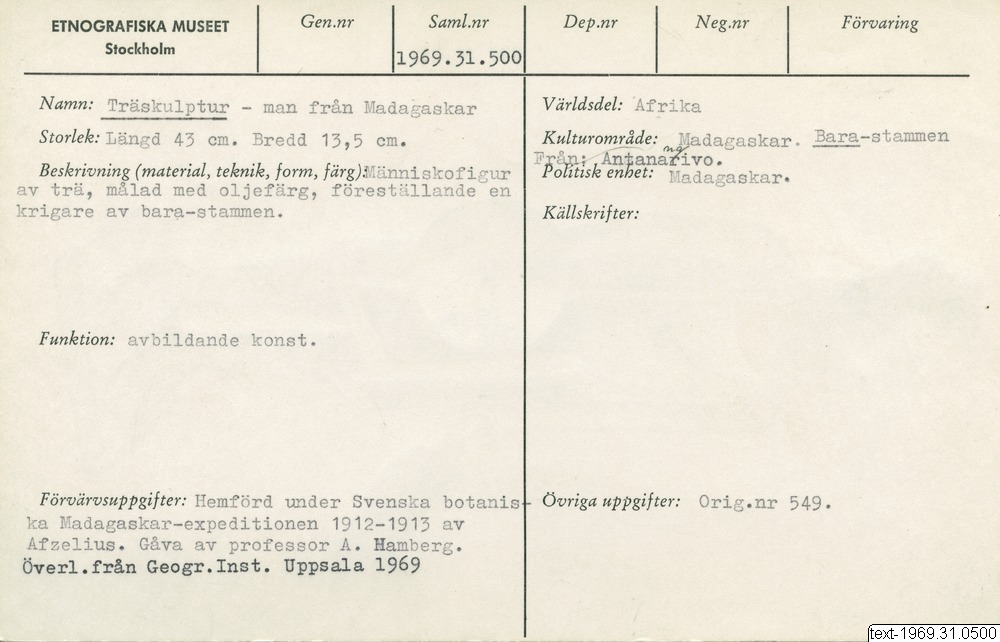 ETNOGRAFISKA MUSEET
Stockholm
Gen.nr
Saml.nr
1969.31.500
Dep.nr
Neg.nr
Förvaring
Namn: Träskulptur - man från Madagaskar
Storlek: Längd 43 cm. Bredd 13,5 cm.
Beskrivning (material, teknik, form, färg): Människofigur
av trä, målad med oljefärg, föreställande en
krigare av bara-stammen.
Funktion: avbildande konst.
Förvärvsuppgifter: Hemförd under Svenska botanis-
ka Madagaskar-expeditionen 1912-1913 av
Afzelius. Gåva av professor A. Hamberg.
Överl.från Geogr.Inst. Uppsala 1969
Världsdel: Afrika
Kulturområde: Madagaskar. Bara-stammen
ng
Från: Antanarivo.
Politisk enhet: Madagaskar.
Källskrifter:
Övriga uppgifter: Orig.nr 549.
text-1969.31.0500